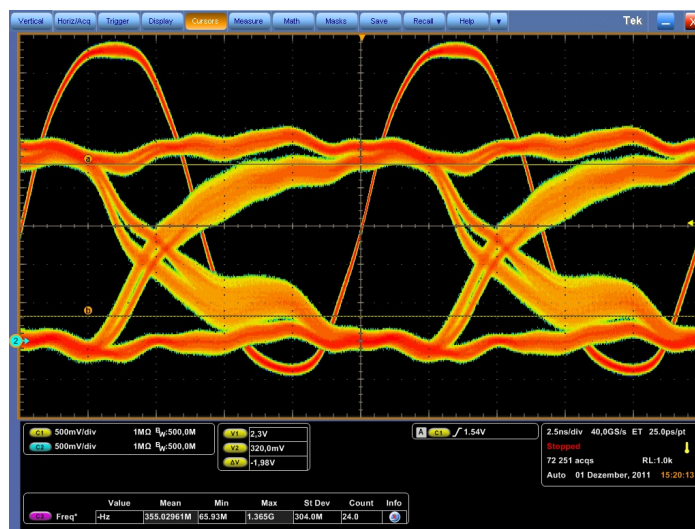 Vertical Horiz/Acq Trigger Display Cursors Measure Math Masks Save Recall Help Tek X
a
b
2
C1 500mV/div 1MΩ BW:500,0M
C2 500mV/div 1MΩ BW:500,0M
V1 2,3V
V2 320,0mV
ΔV -1,98V
A C1 1.54V
2.5ns/div 40,0GS/s ET 25.0ps/pt
Stopped
72 251 acqs RL:1.0k
Auto 01 Dezember, 2011 15:20:13
Value Mean Min Max St Dev Count Info
C1 Freq* -Hz 355.02961M 65.93M 1.365G 304.0M 24.0